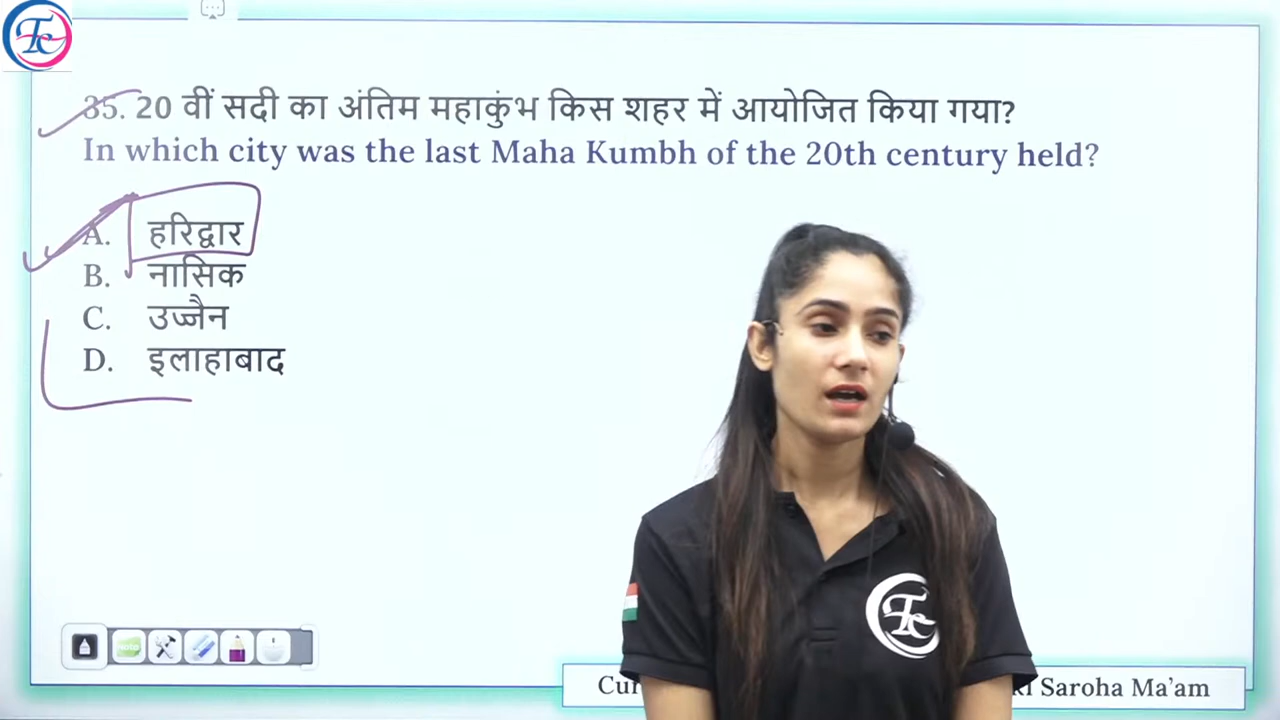 35. 20 वीं सदी का अंतिम महाकुंभ किस शहर में आयोजित किया गया?
In which city was the last Maha Kumbh of the 20th century held?
A. हरिद्वार
B. नासिक
C. उज्जैन
D. इलाहाबाद
Saroha Ma'am